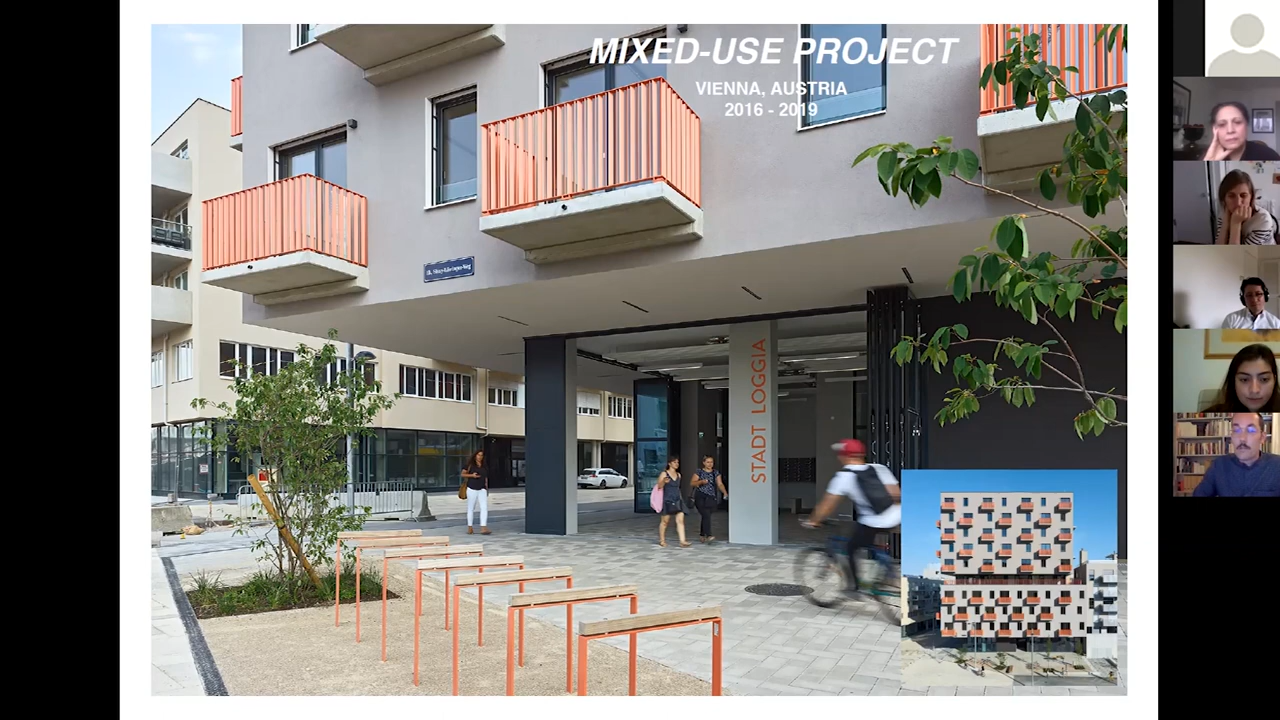 MIXED-USE PROJECT
VIENNA, AUSTRIA
2016 - 2019
STADT LOGGIA